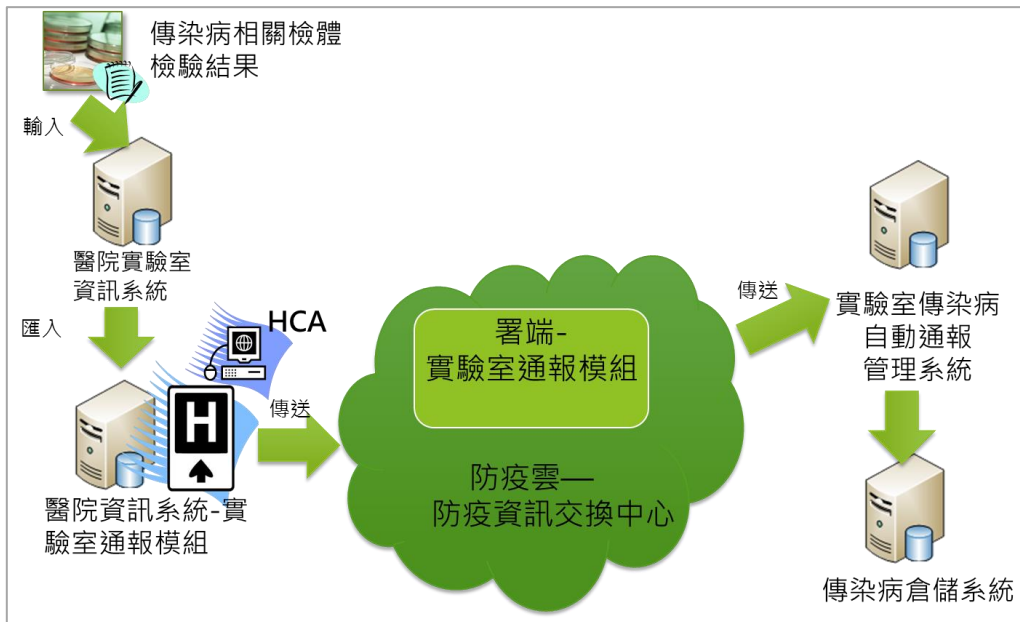 傳染病相關檢體
檢驗結果
輸入
醫院實驗室
資訊系統
匯入
HCA
H
醫院資訊系統-實
驗室通報模組
傳送
署端-
實驗室通報模組
防疫雲—
防疫資訊交換中心
傳送
實驗室傳染病
自動通報
管理系統
傳染病倉儲系統